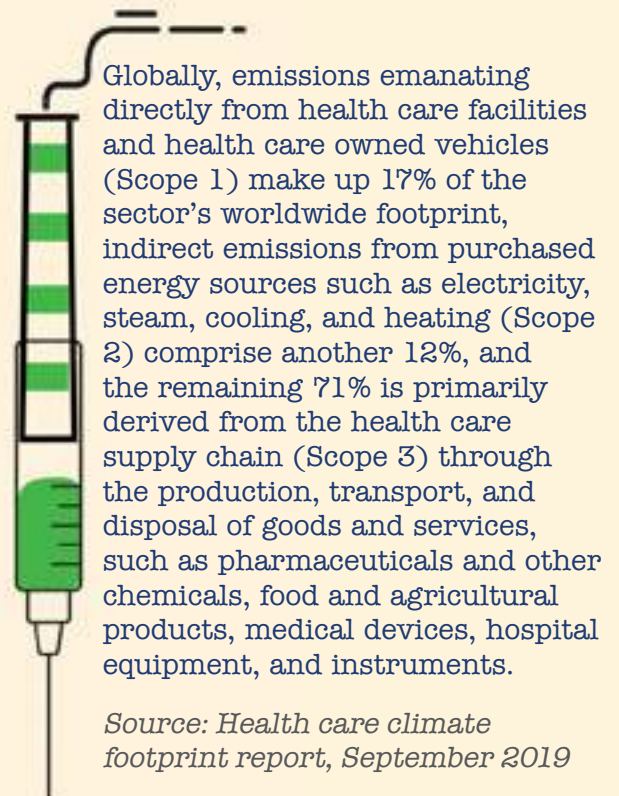 Globally, emissions emanating
directly from health care facilities
and health care owned vehicles
(Scope 1) make up 17% of the
sector’s worldwide footprint,
indirect emissions from purchased
energy sources such as electricity,
steam, cooling, and heating (Scope
2) comprise another 12%, and
the remaining 71% is primarily
derived from the health care
supply chain (Scope 3) through
the production, transport, and
disposal of goods and services,
such as pharmaceuticals and other
chemicals, food and agricultural
products, medical devices, hospital
equipment, and instruments.
Source: Health care climate
footprint report, September 2019